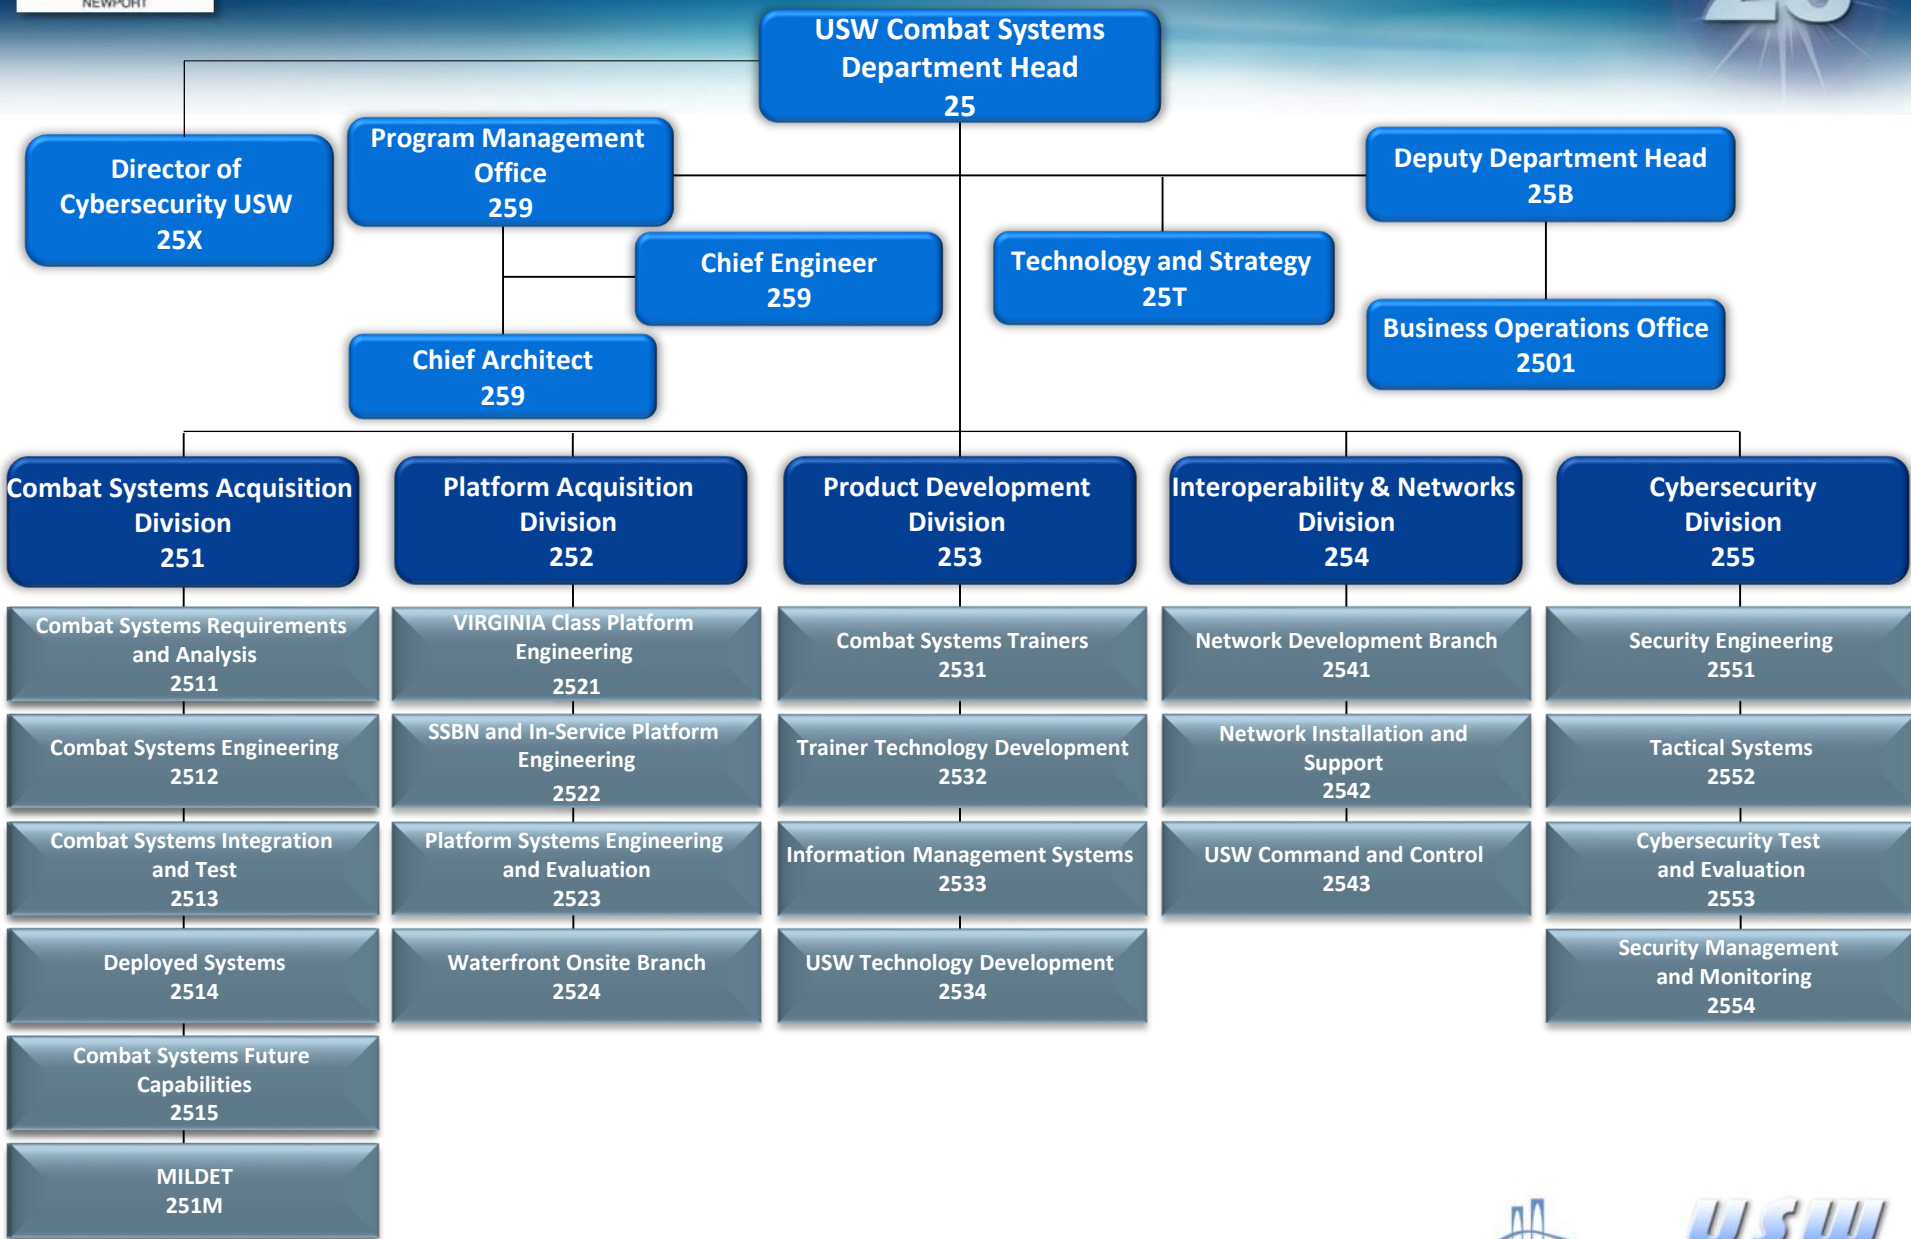 NEWPORT
25
USW Combat Systems
Department Head
25
Director of
Cybersecurity USW
25X
Program Management
Office
259
Chief Engineer
259
Chief Architect
259
Technology and Strategy
25T
Deputy Department Head
25B
Business Operations Office
2501
Combat Systems Acquisition
Division
251
Platform Acquisition
Division
252
Product Development
Division
253
Interoperability & Networks
Division
254
Cybersecurity
Division
255
Combat Systems Requirements
and Analysis
2511
Combat Systems Engineering
2512
Combat Systems Integration
and Test
2513
Deployed Systems
2514
Combat Systems Future
Capabilities
2515
MILDET
251M
VIRGINIA Class Platform
Engineering
2521
SSBN and In-Service Platform
Engineering
2522
Platform Systems Engineering
and Evaluation
2523
Waterfront Onsite Branch
2524
Combat Systems Trainers
2531
Trainer Technology Development
2532
Information Management Systems
2533
USW Technology Development
2534
Network Development Branch
2541
Network Installation and
Support
2542
USW Command and Control
2543
Security Engineering
2551
Tactical Systems
2552
Cybersecurity Test
and Evaluation
2553
Security Management
and Monitoring
2554
USW